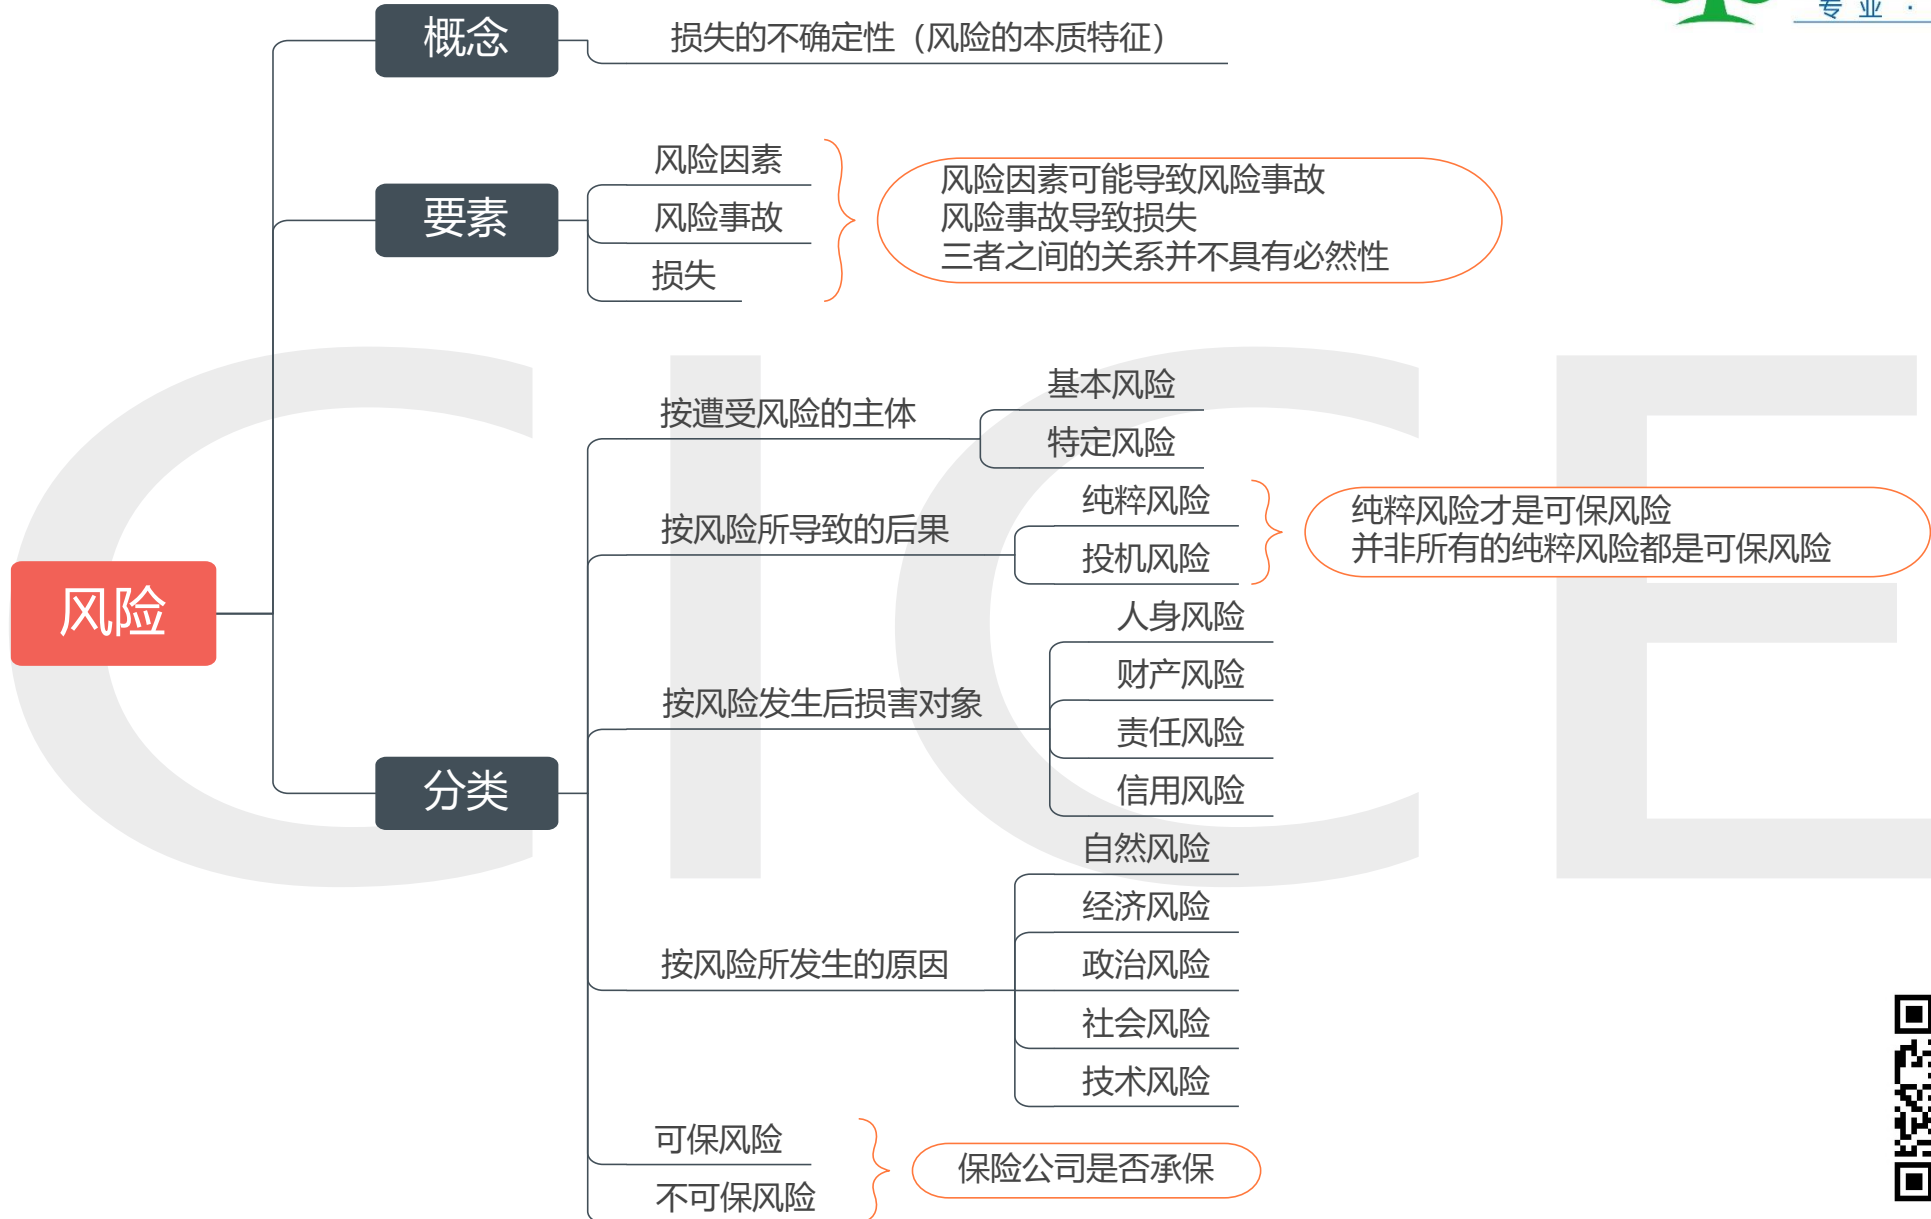 专 业 ·
概念
损失的不确定性（风险的本质特征）
要素
风险因素
风险事故
损失
风险因素可能导致风险事故
风险事故导致损失
三者之间的关系并不具有必然性
风险
分类
按遭受风险的主体
基本风险
特定风险
按风险所导致的后果
纯粹风险
投机风险
纯粹风险才是可保风险
并非所有的纯粹风险都是可保风险
按风险发生后损害对象
人身风险
财产风险
责任风险
信用风险
按风险所发生的原因
自然风险
经济风险
政治风险
社会风险
技术风险
可保风险
不可保风险
保险公司是否承保
CICE